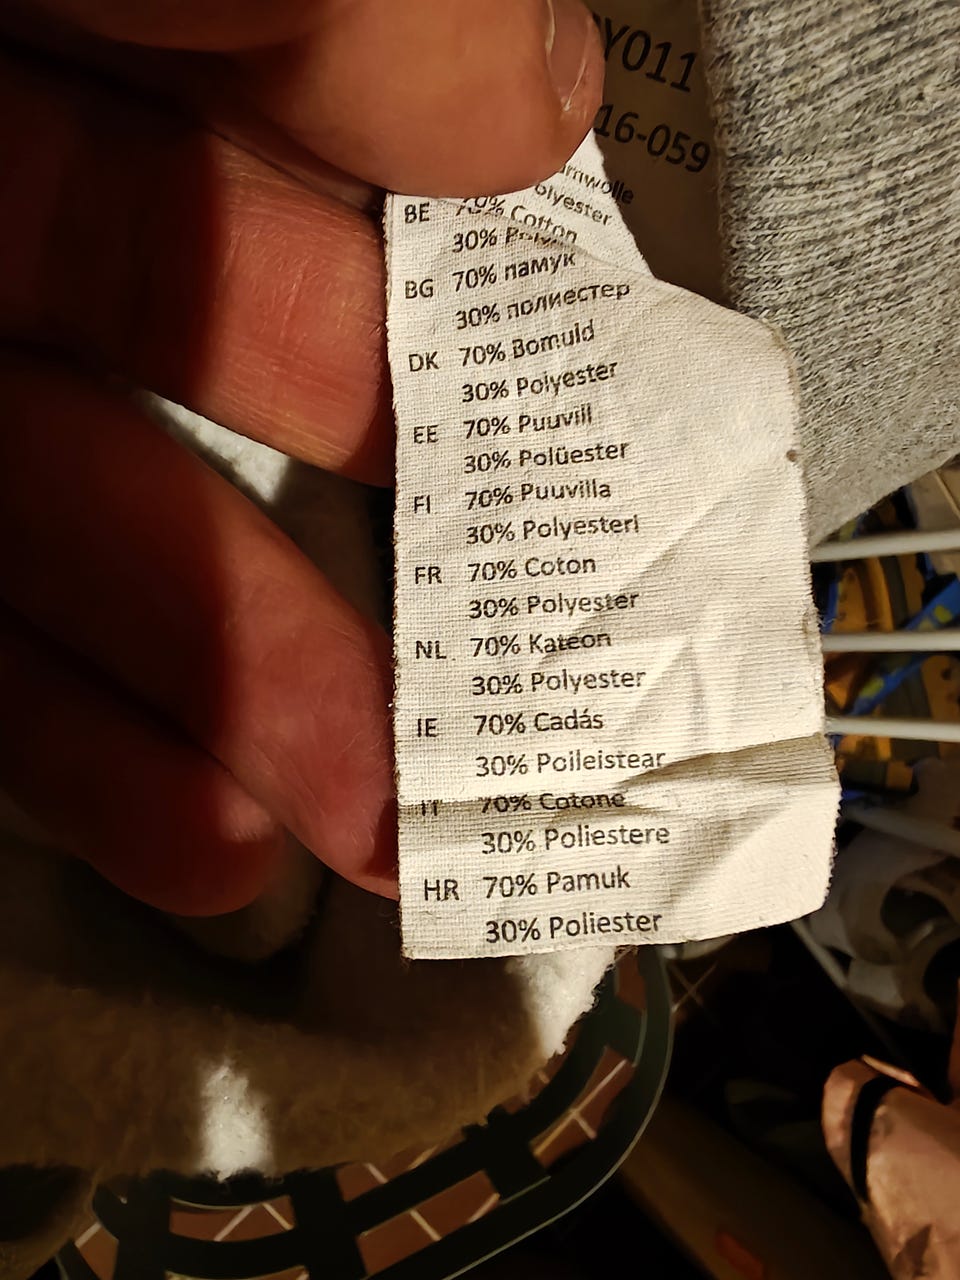 Y011
16-059
olyester
BE 70% Cotton
30%
BG 70% памук
30% полиестер
DK 70% Bomuld
30% Polyester
EE 70% Puuvill
30% Polüester
FI 70% Puuvilla
30% Polyesteri
FR 70% Coton
30% Polyester
NL 70% Kateon
30% Polyester
IE 70% Cadás
30% Poileistear
IT 70% Cotone
30% Poliestere
HR 70% Pamuk
30% Poliester